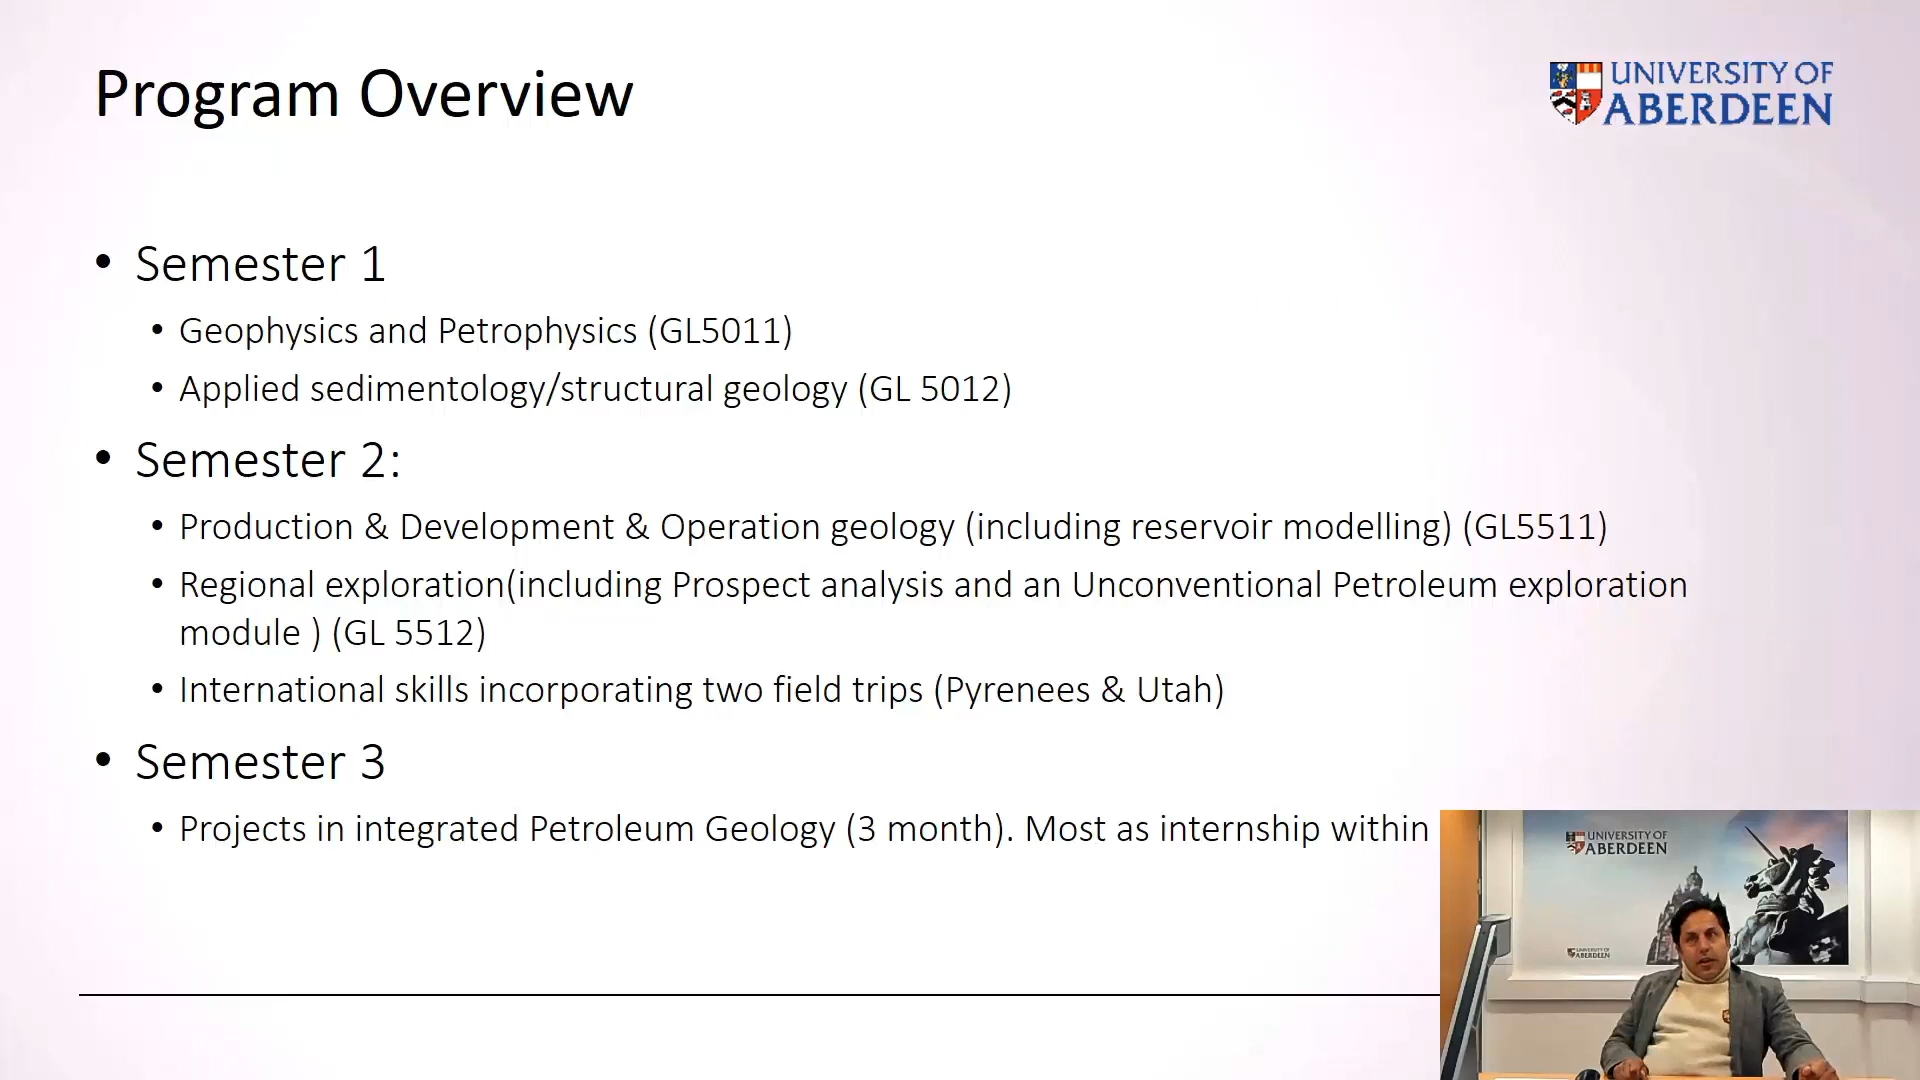 Program Overview
UNIVERSITY OF
ABERDEEN
• Semester 1
• Geophysics and Petrophysics (GL5011)
• Applied sedimentology/structural geology (GL 5012)
• Semester 2:
• Production & Development & Operation geology (including reservoir modelling) (GL5511)
• Regional exploration(including Prospect analysis and an Unconventional Petroleum exploration
module ) (GL 5512)
• International skills incorporating two field trips (Pyrenees & Utah)
• Semester 3
• Projects in integrated Petroleum Geology (3 month). Most as internship within
UNIVERSITY OF
ABERDEEN
UNIVERSITY OF
ABERDEEN